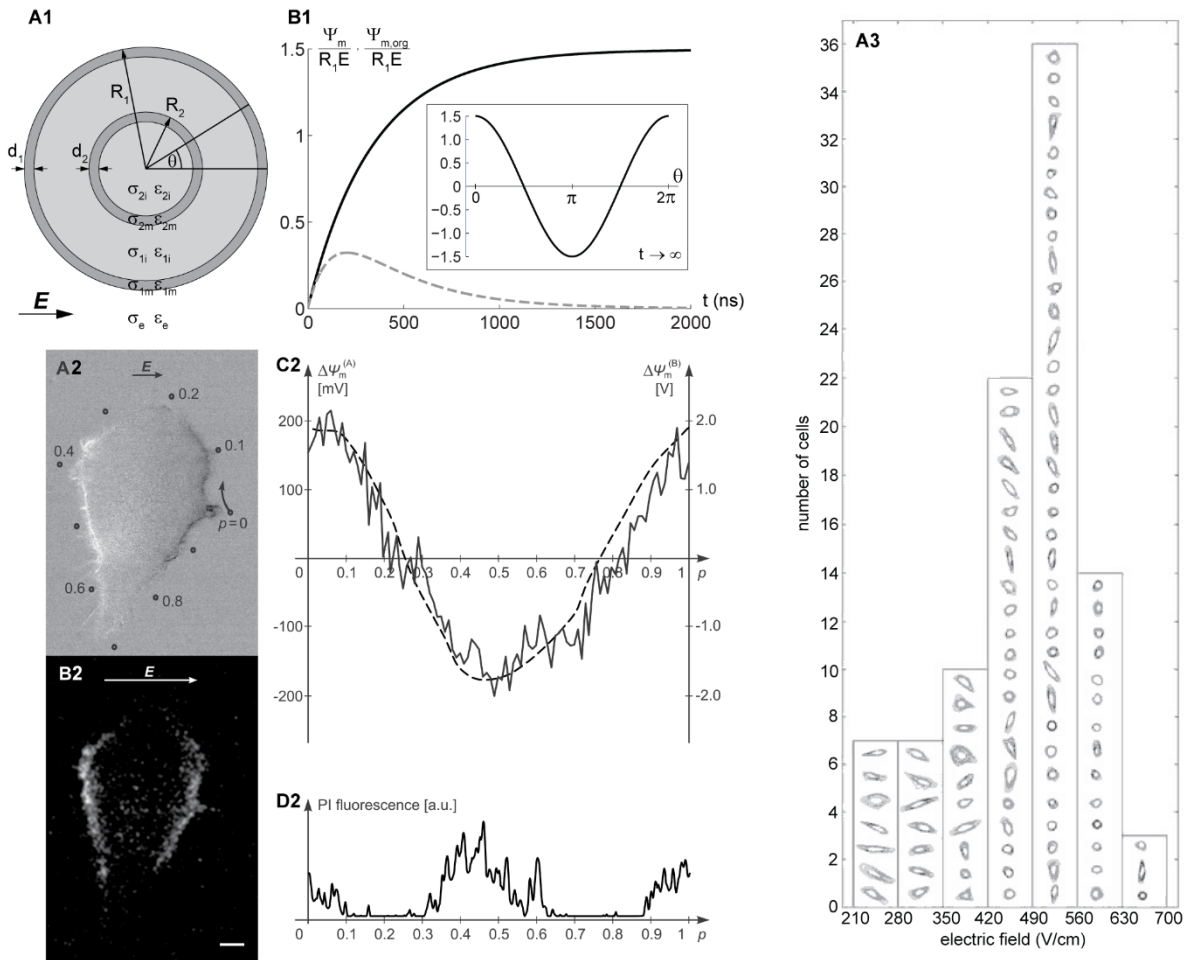 A1
R₁
R₂
d₁
d₂
θ
σ₂ᵢ ε₂ᵢ
σ₂ₘ ε₂ₘ
σ₁ᵢ ε₁ᵢ
σ₁ₘ ε₁ₘ
E
σₑ εₑ
B1
Ψm Ψm,org
R₁E , R₁E
1.5
1
0.5
0
0 500 1000 1500 2000
t (ns)
1.5
1.0
0.5
0
−0.5
−1.0
−1.5
0 π 2π
θ
t → ∞
A2
E
0.2
0.1
0.4
p=0
0.6
0.8
B2
E
C2
ΔΨm(A)
[mV]
ΔΨm(B)
[V]
200 2.0
100 1.0
0 0.1 0.2 0.3 0.4 0.5 0.6 0.7 0.8 0.9 1 p
-100 -1.0
-200 -2.0
D2
PI fluorescence [a.u.]
0 0.1 0.2 0.3 0.4 0.5 0.6 0.7 0.8 0.9 1 p
A3
number of cells
36
34
32
30
28
26
24
22
20
18
16
14
12
10
8
6
4
2
0
210 280 350 420 490 560 630 700
electric field (V/cm)